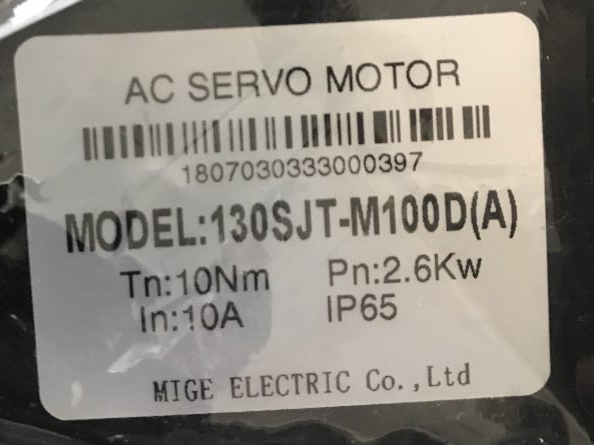 AC SERVO MOTOR
1807030333000397
MODEL:130SJT-M100D(A)
Tn:10Nm Pn:2.6Kw
In:10A IP65
MIGE ELECTRIC Co.,Ltd